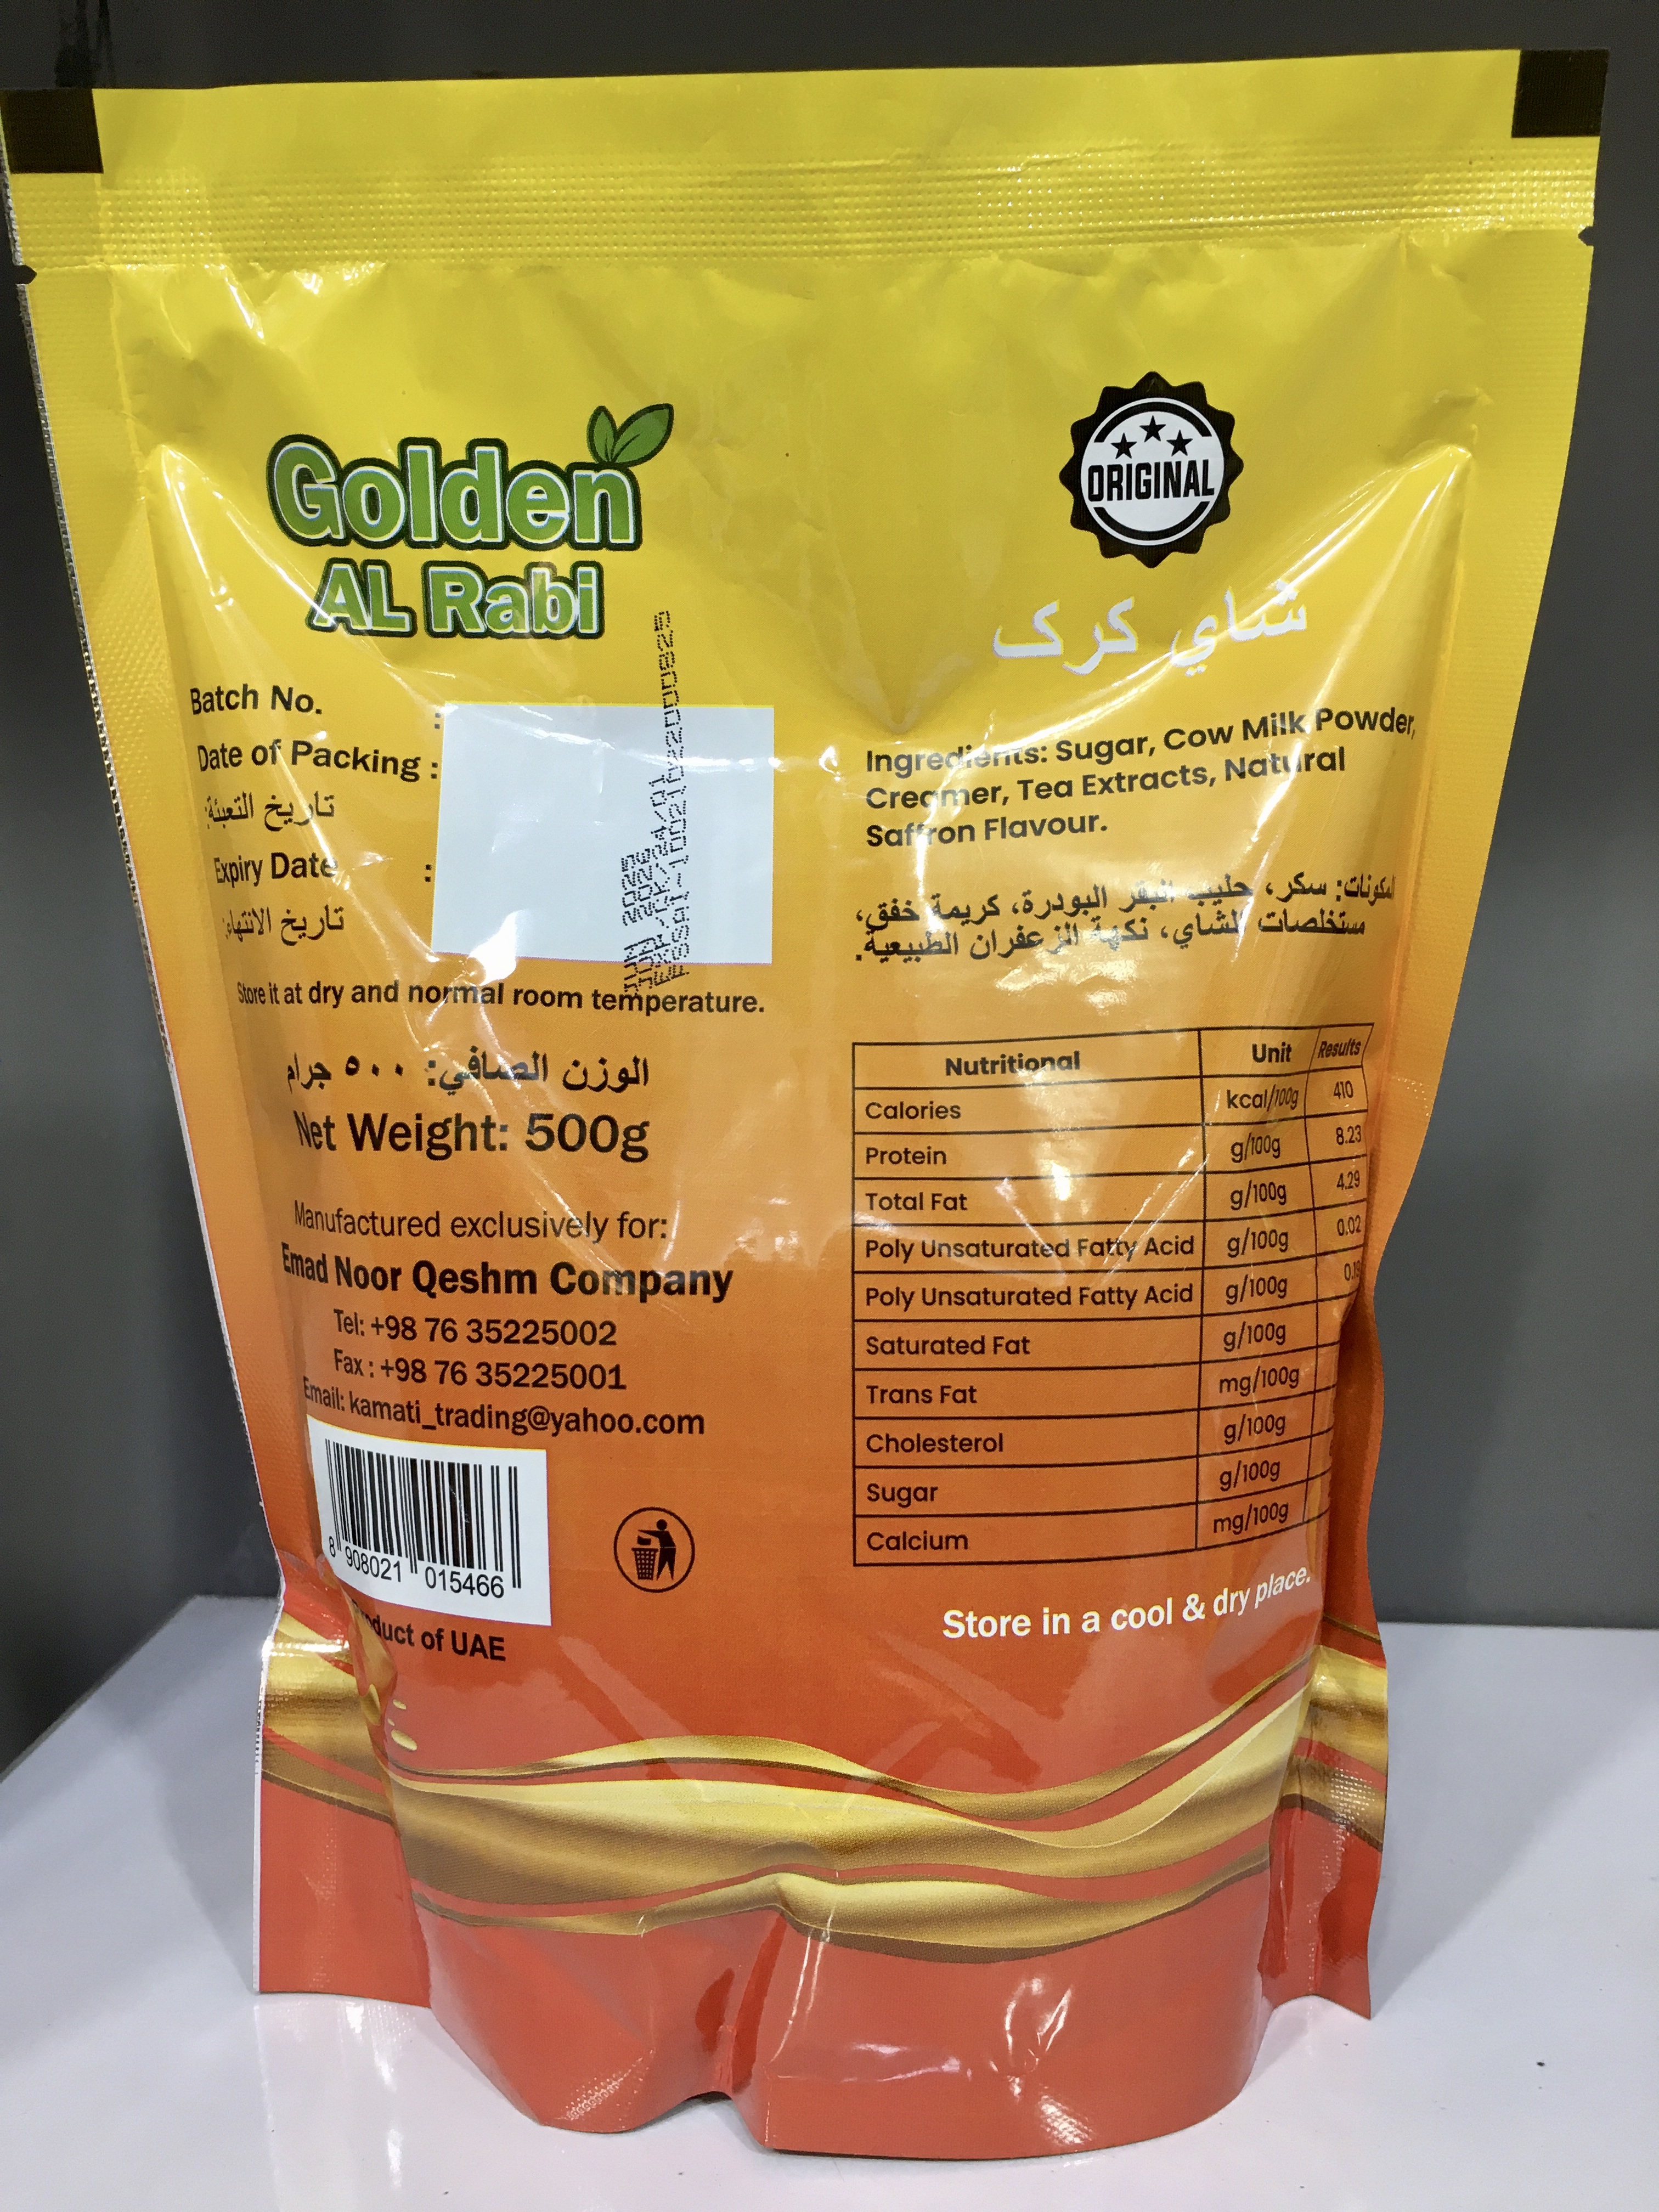 Golden
AL Rabi
Batch No. :
Date of Packing :
تاريخ التعبئة:
Expiry Date :
تاريخ الانتهاء:
Store it at dry and normal room temperature.
الوزن الصافي: ٥٠٠ جرام
Net Weight: 500g
Manufactured exclusively for:
Emad Noor Qeshm Company
Tel: +98 76 35225002
Fax : +98 76 35225001
Email: kamati_trading@yahoo.com
8 908021 015466
Product of UAE
ORIGINAL
شاي كرک
Ingredients: Sugar, Cow Milk Powder,
Creamer, Tea Extracts, Natural
Saffron Flavour.
المكونات: سكر، حليب البقر البودرة، كريمة خفق،
مستخلصات الشاي، نكهة الزعفران الطبيعية.
Nutritional Unit Results
Calories kcal/100g 410
Protein g/100g 8.23
Total Fat g/100g 4.29
Poly Unsaturated Fatty Acid g/100g 0.02
Poly Unsaturated Fatty Acid g/100g
Saturated Fat g/100g
Trans Fat mg/100g
Cholesterol g/100g
Sugar g/100g
Calcium mg/100g
Store in a cool & dry place.